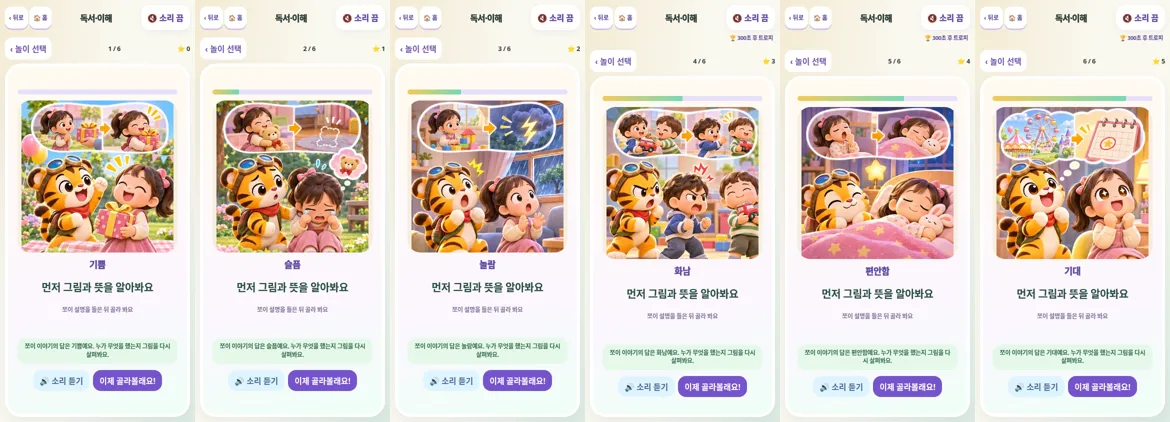 ‹ 뒤로 🏠 홈 독서·이해 🔇 소리 끔
‹ 놀이 선택 1 / 6 ⭐ 0
기쁨
먼저 그림과 뜻을 알아봐요
쪼이 설명을 들은 뒤 골라 봐요
쪼이 이야기의 답은 기쁨예요. 누가 무엇을 했는지 그림을 다시 살펴봐요.
🔊 소리 듣기 이제 골라볼래요!
‹ 뒤로 🏠 홈 독서·이해 🔇 소리 끔
‹ 놀이 선택 2 / 6 ⭐ 1
슬픔
먼저 그림과 뜻을 알아봐요
쪼이 설명을 들은 뒤 골라 봐요
쪼이 이야기의 답은 슬픔예요. 누가 무엇을 했는지 그림을 다시 살펴봐요.
🔊 소리 듣기 이제 골라볼래요!
‹ 뒤로 🏠 홈 독서·이해 🔇 소리 끔
‹ 놀이 선택 3 / 6 ⭐ 2
놀람
먼저 그림과 뜻을 알아봐요
쪼이 설명을 들은 뒤 골라 봐요
쪼이 이야기의 답은 놀람예요. 누가 무엇을 했는지 그림을 다시 살펴봐요.
🔊 소리 듣기 이제 골라볼래요!
‹ 뒤로 🏠 홈 독서·이해 🔇 소리 끔
🏆 300초 후 트로피
‹ 놀이 선택 4 / 6 ⭐ 3
화남
먼저 그림과 뜻을 알아봐요
쪼이 설명을 들은 뒤 골라 봐요
쪼이 이야기의 답은 화남예요. 누가 무엇을 했는지 그림을 다시 살펴봐요.
🔊 소리 듣기 이제 골라볼래요!
‹ 뒤로 🏠 홈 독서·이해 🔇 소리 끔
🏆 300초 후 트로피
‹ 놀이 선택 5 / 6 ⭐ 4
편안함
먼저 그림과 뜻을 알아봐요
쪼이 설명을 들은 뒤 골라 봐요
쪼이 이야기의 답은 편안함예요. 누가 무엇을 했는지 그림을 다
시 살펴봐요.
🔊 소리 듣기 이제 골라볼래요!
‹ 뒤로 🏠 홈 독서·이해 🔇 소리 끔
🏆 300초 후 트로피
‹ 놀이 선택 6 / 6 ⭐ 5
기대
먼저 그림과 뜻을 알아봐요
쪼이 설명을 들은 뒤 골라 봐요
쪼이 이야기의 답은 기대예요. 누가 무엇을 했는지 그림을 다시 살펴봐요.
🔊 소리 듣기 이제 골라볼래요!